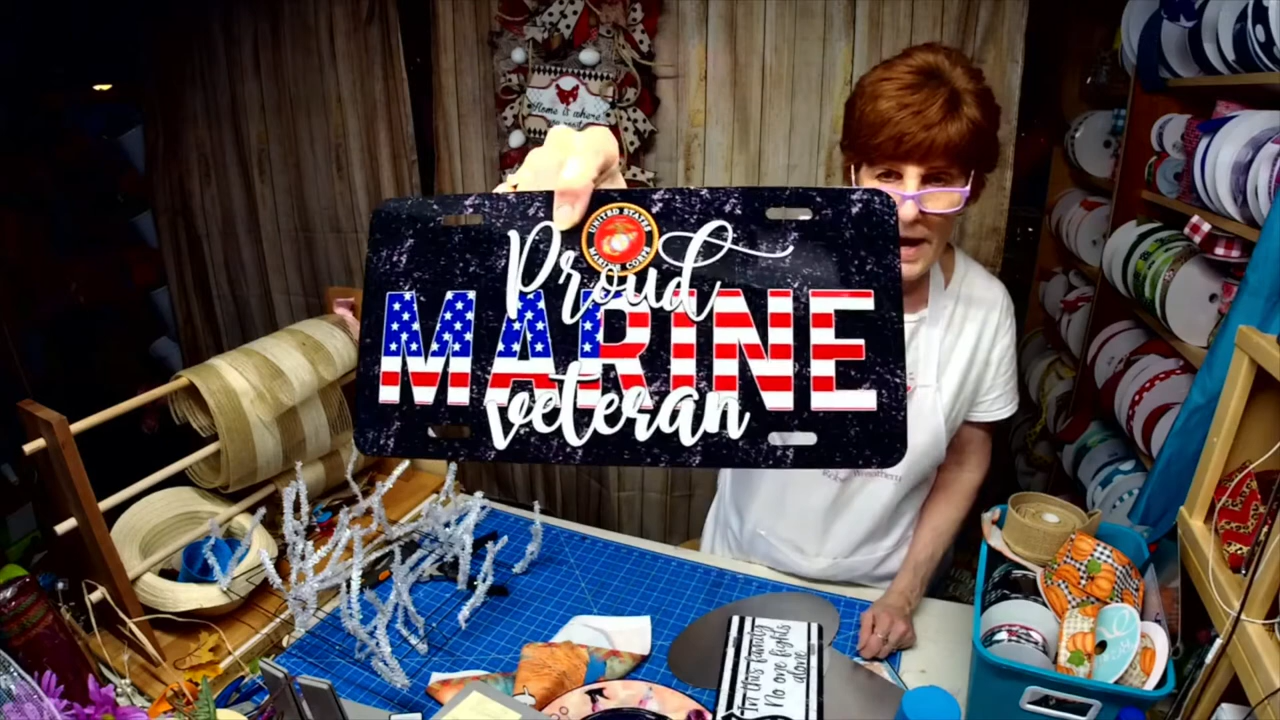 Home is where
UNITED STATES
MARINE CORPS
Proud
MARINE
veteran
In this family
No one fights
alone